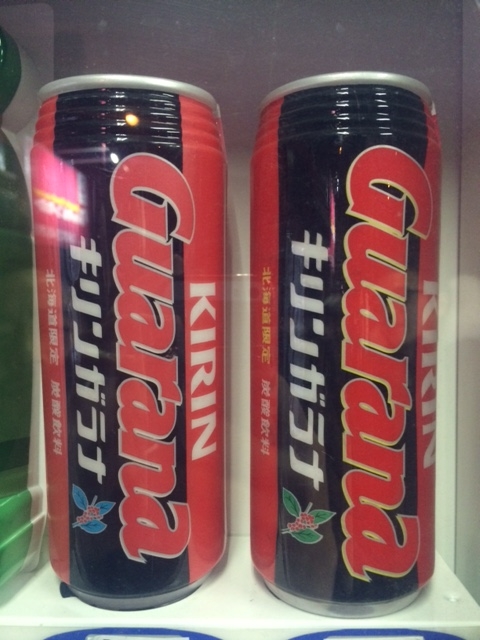 KIRIN
Guarana
キリンガラナ
北海道限定 炭酸飲料
KIRIN
Guarana
キリンガラナ
北海道限定 炭酸飲料